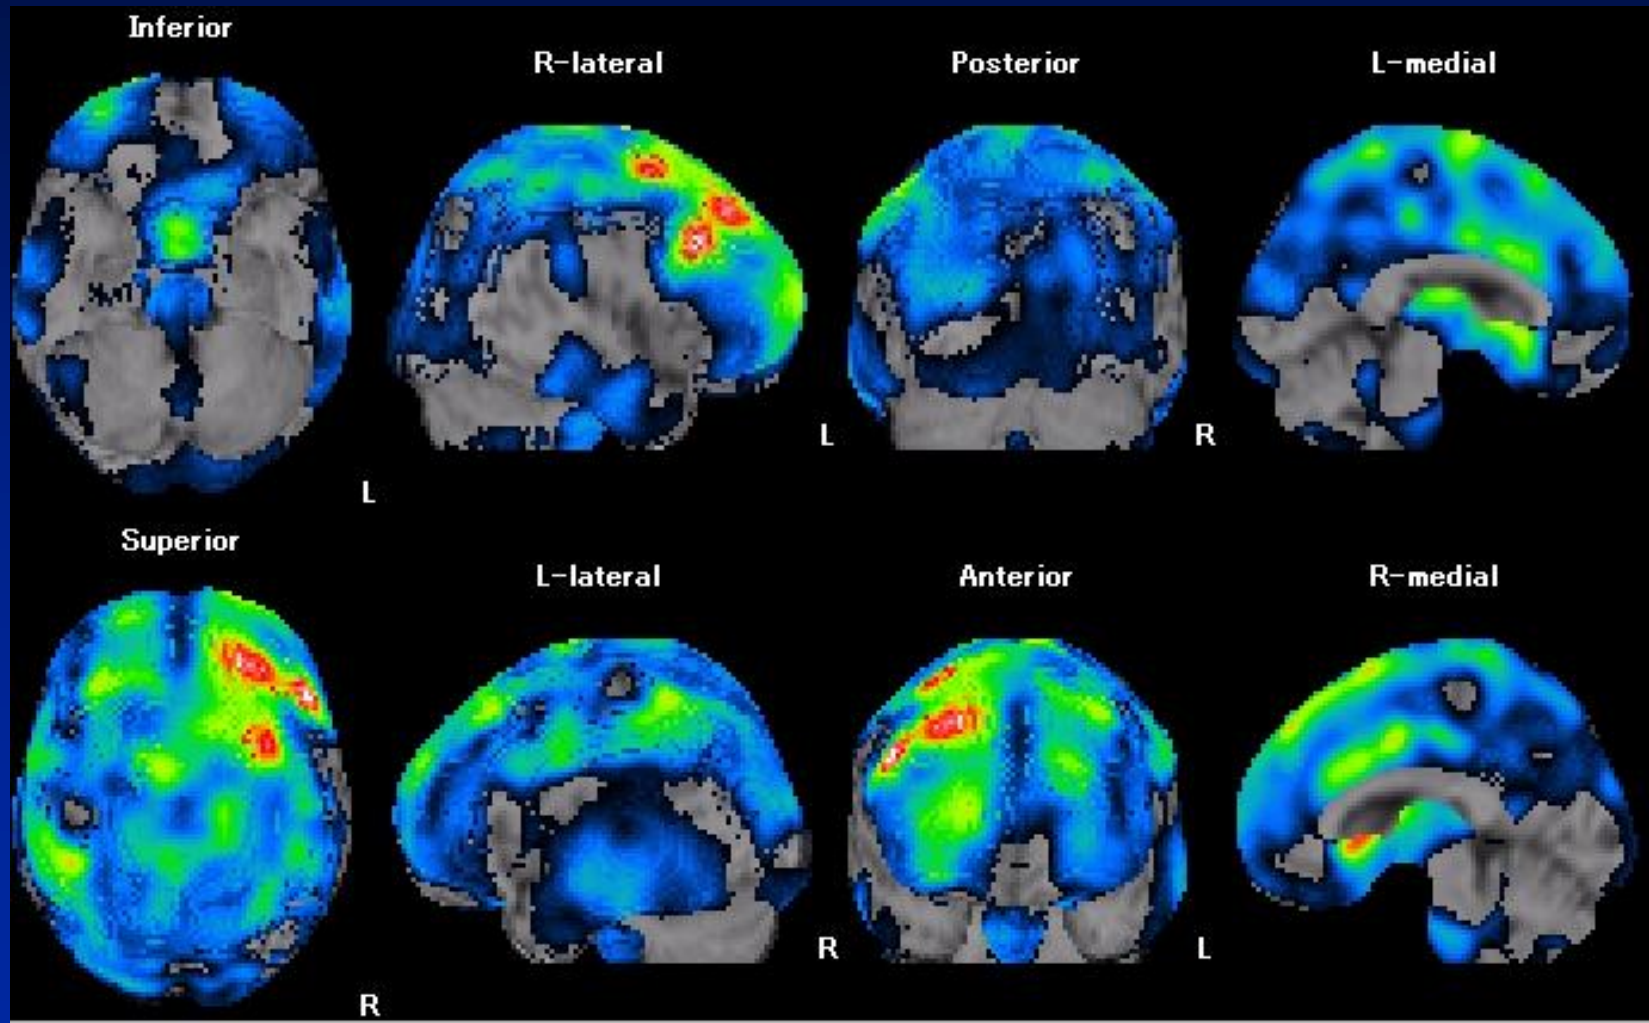 Inferior
R-lateral
Posterior
L-medial
L
R
L
Superior
L-lateral
Anterior
R-medial
R
L
R